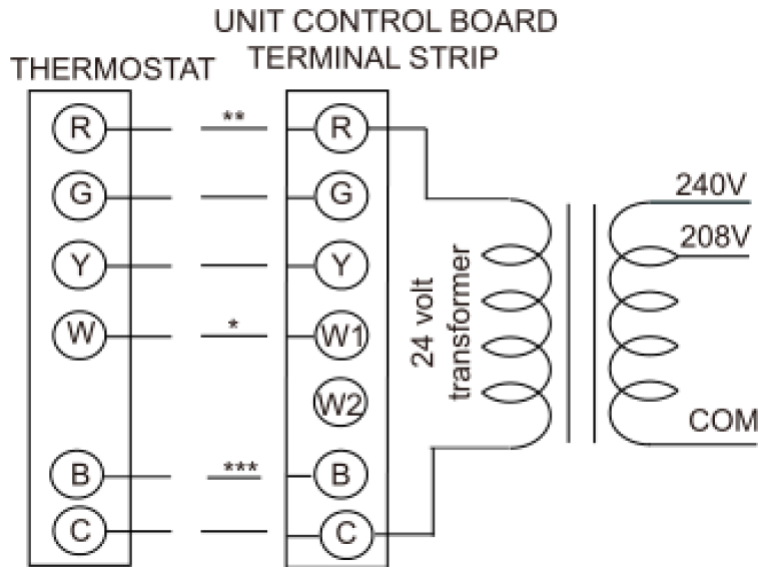 UNIT CONTROL BOARD
TERMINAL STRIP
THERMOSTAT
R ** R
G G
Y Y
W * W1
W2
B *** B
C C
24 volt
transformer
240V
208V
COM